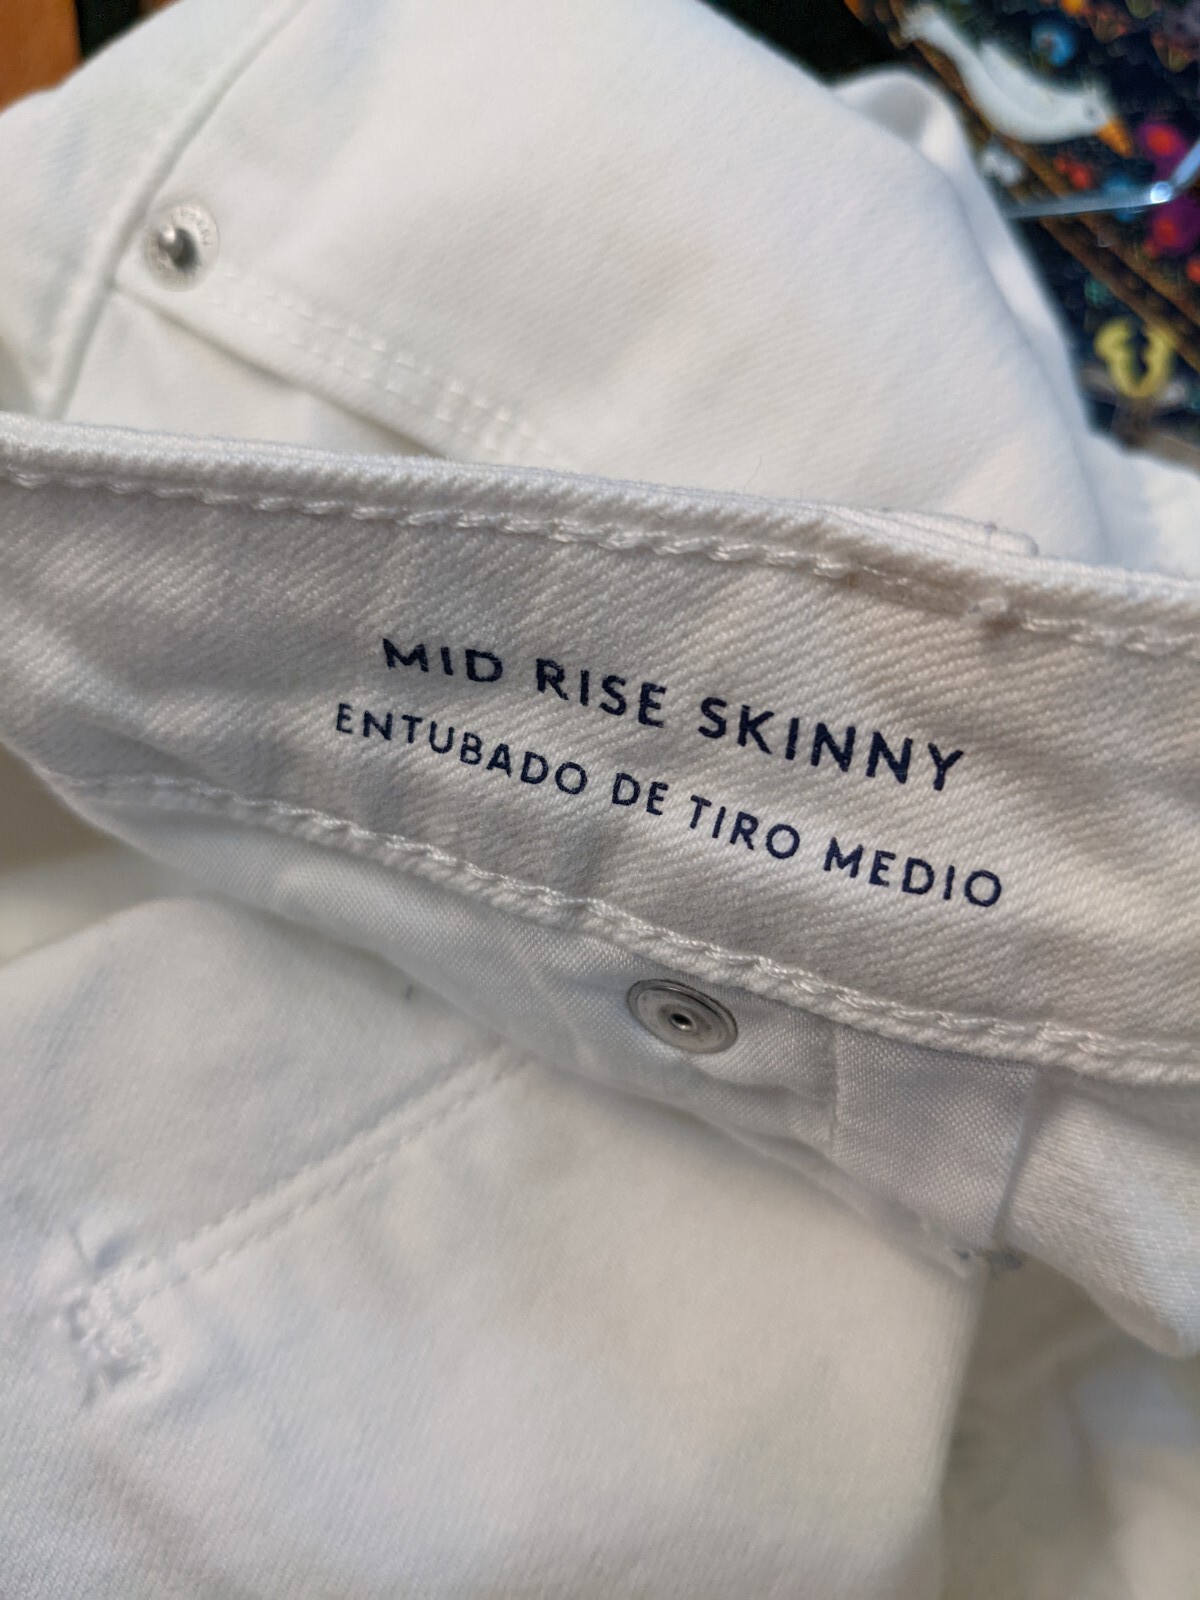 MID RISE SKINNY
ENTUBADO DE TIRO MEDIO